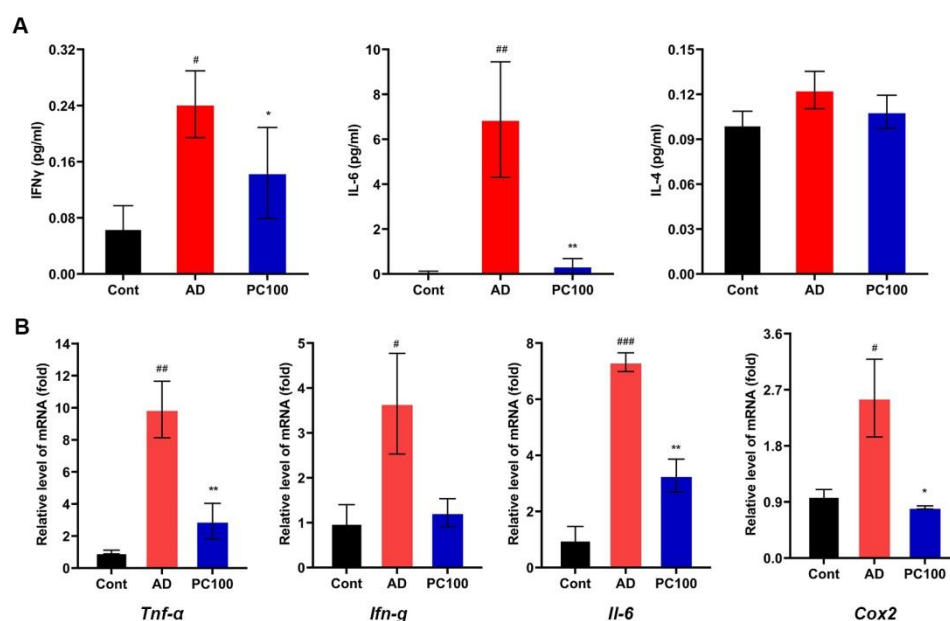 A
IFNγ (pg/ml)
0.32
0.24
0.16
0.08
0.00
#
*
Cont AD PC100
IL-6 (pg/ml)
10
8
6
4
2
0
##
**
Cont AD PC100
IL-4 (pg/ml)
0.15
0.12
0.09
0.06
0.03
0.00
Cont AD PC100
B
Relative level of mRNA (fold)
14
12
10
8
6
4
2
0
##
**
Cont AD PC100
Tnf-α
Relative level of mRNA (fold)
5
4
3
2
1
0
#
Cont AD PC100
Ifn-g
Relative level of mRNA (fold)
8
6
4
2
0
###
**
Cont AD PC100
Il-6
Relative level of mRNA (fold)
3.6
2.7
1.8
0.9
0.0
#
*
Cont AD PC100
Cox2